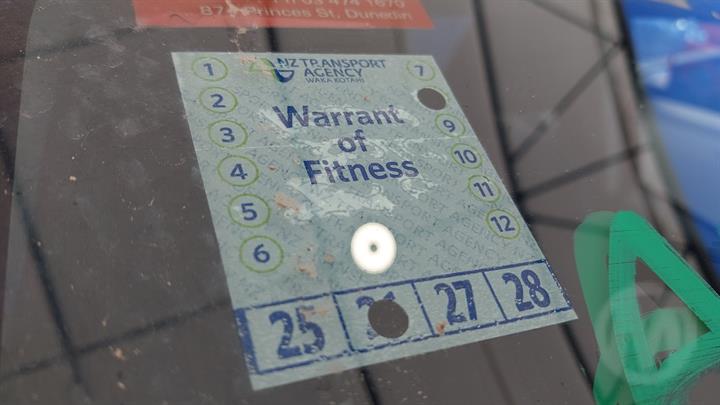 B74 Princes St, Dunedin
NZ TRANSPORT
AGENCY
WAKA KOTAHI
Warrant
of
Fitness
1
2
3
4
5
6
7
9
10
11
12
25
27
28